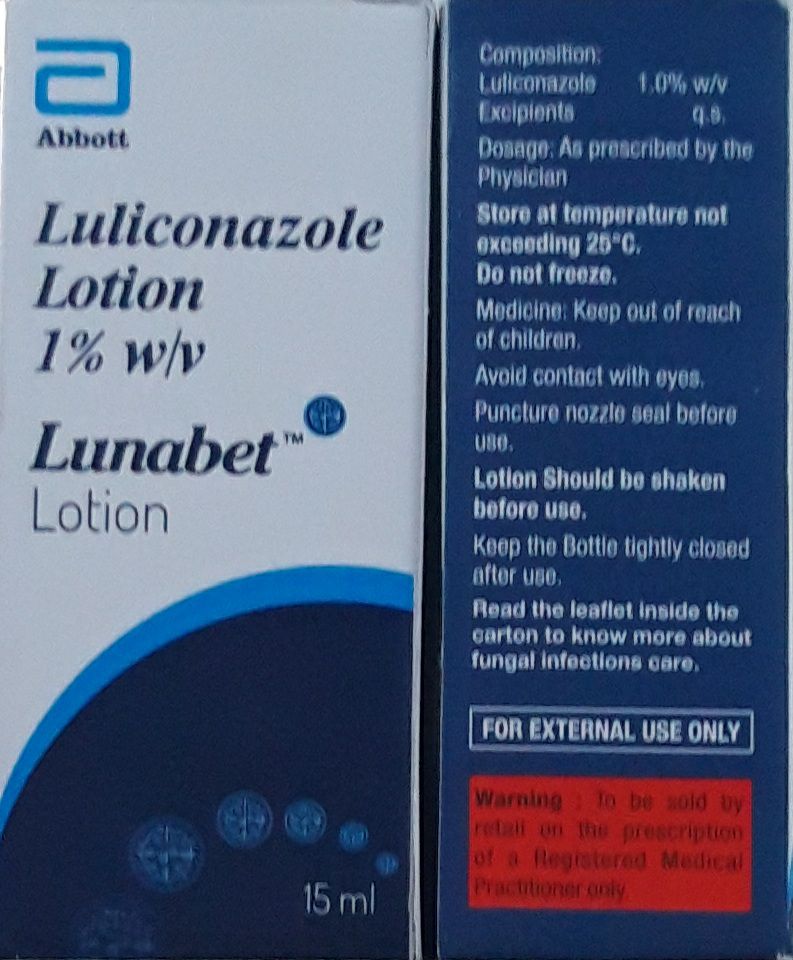 Abbott
Luliconazole
Lotion
1% w/v
Lunabet™
Lotion
15 ml
Composition:
Luliconazole 1.0% w/v
Excipients q.s.
Dosage: As prescribed by the
Physician
Store at temperature not
exceeding 25°C.
Do not freeze.
Medicine: Keep out of reach
of children.
Avoid contact with eyes.
Puncture nozzle seal before
use.
Lotion Should be shaken
before use.
Keep the Bottle tightly closed
after use.
Read the leaflet inside the
carton to know more about
fungal infections care.
FOR EXTERNAL USE ONLY
Warning : To be sold by
retail on the prescription
of a Registered Medical
Practitioner only.